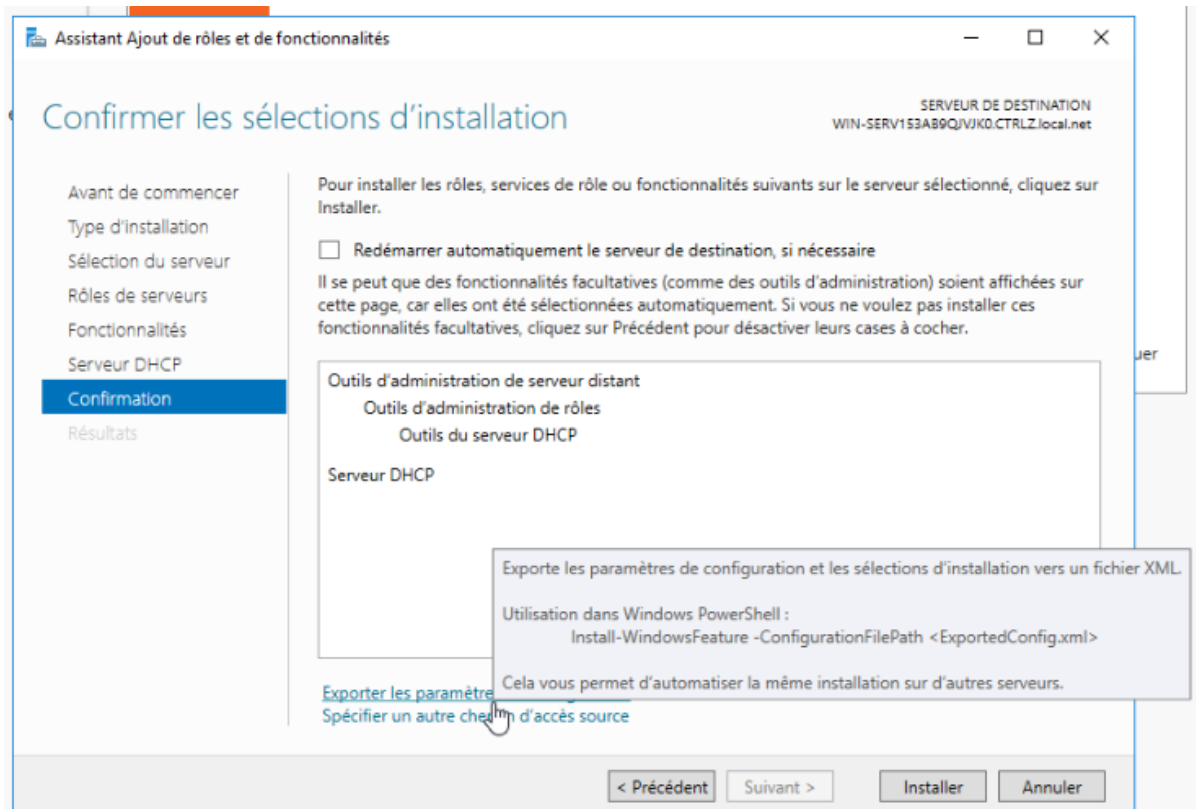 Assistant Ajout de rôles et de fonctionnalités
Confirmer les sélections d'installation
SERVEUR DE DESTINATION
WIN-SERV153AB9QJVJK0.CTRLZ.local.net
Avant de commencer
Type d'installation
Sélection du serveur
Rôles de serveurs
Fonctionnalités
Serveur DHCP
Confirmation
Résultats
Pour installer les rôles, services de rôle ou fonctionnalités suivants sur le serveur sélectionné, cliquez sur
Installer.
Redémarrer automatiquement le serveur de destination, si nécessaire
Il se peut que des fonctionnalités facultatives (comme des outils d'administration) soient affichées sur
cette page, car elles ont été sélectionnées automatiquement. Si vous ne voulez pas installer ces
fonctionnalités facultatives, cliquez sur Précédent pour désactiver leurs cases à cocher.
uer
Outils d'administration de serveur distant
Outils d'administration de rôles
Outils du serveur DHCP
Serveur DHCP
Exporte les paramètres de configuration et les sélections d'installation vers un fichier XML.
Utilisation dans Windows PowerShell :
Install-WindowsFeature -ConfigurationFilePath <ExportedConfig.xml>
Cela vous permet d'automatiser la même installation sur d'autres serveurs.
Exporter les paramètre
Spécifier un autre d'accès source
< Précédent
Suivant >
Installer
Annuler